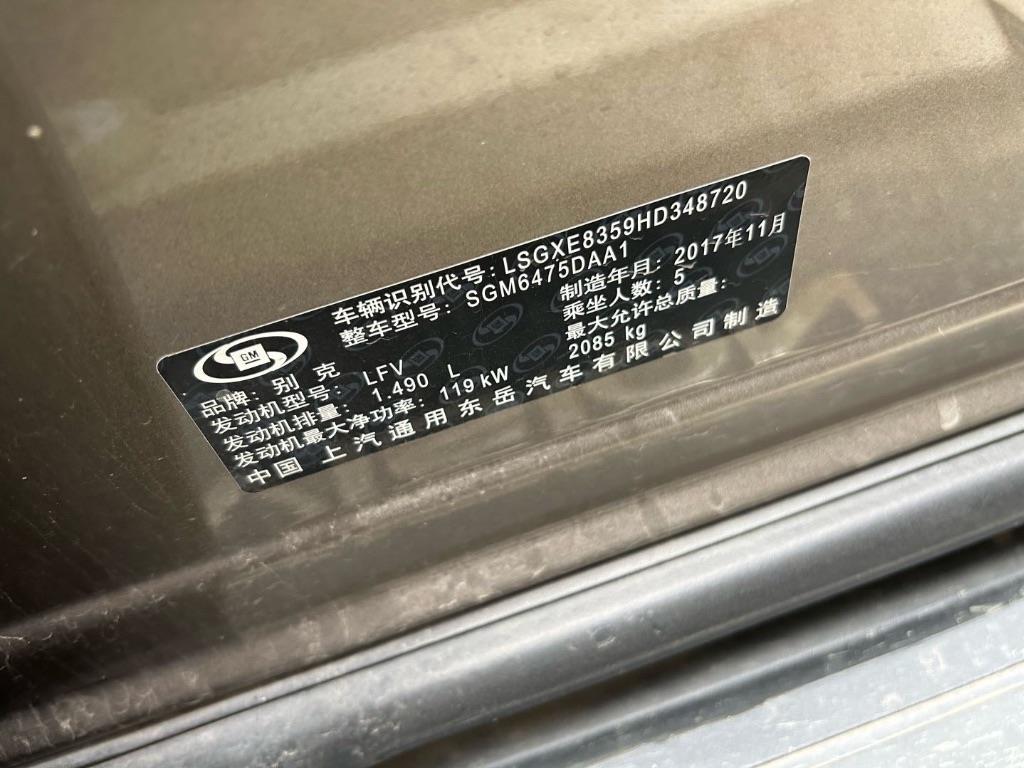 车辆识别代号: LSGXE8359HD348720
整车型号: SGM6475DAA1
GM
品牌: 别克
制造年月: 2017年11月
发动机型号: LFV
乘坐人数: 5
发动机排量: 1.490 L
最大允许总质量: 2085 kg
发动机最大净功率: 119 kW
中国 上汽通用东岳汽车有限公司制造